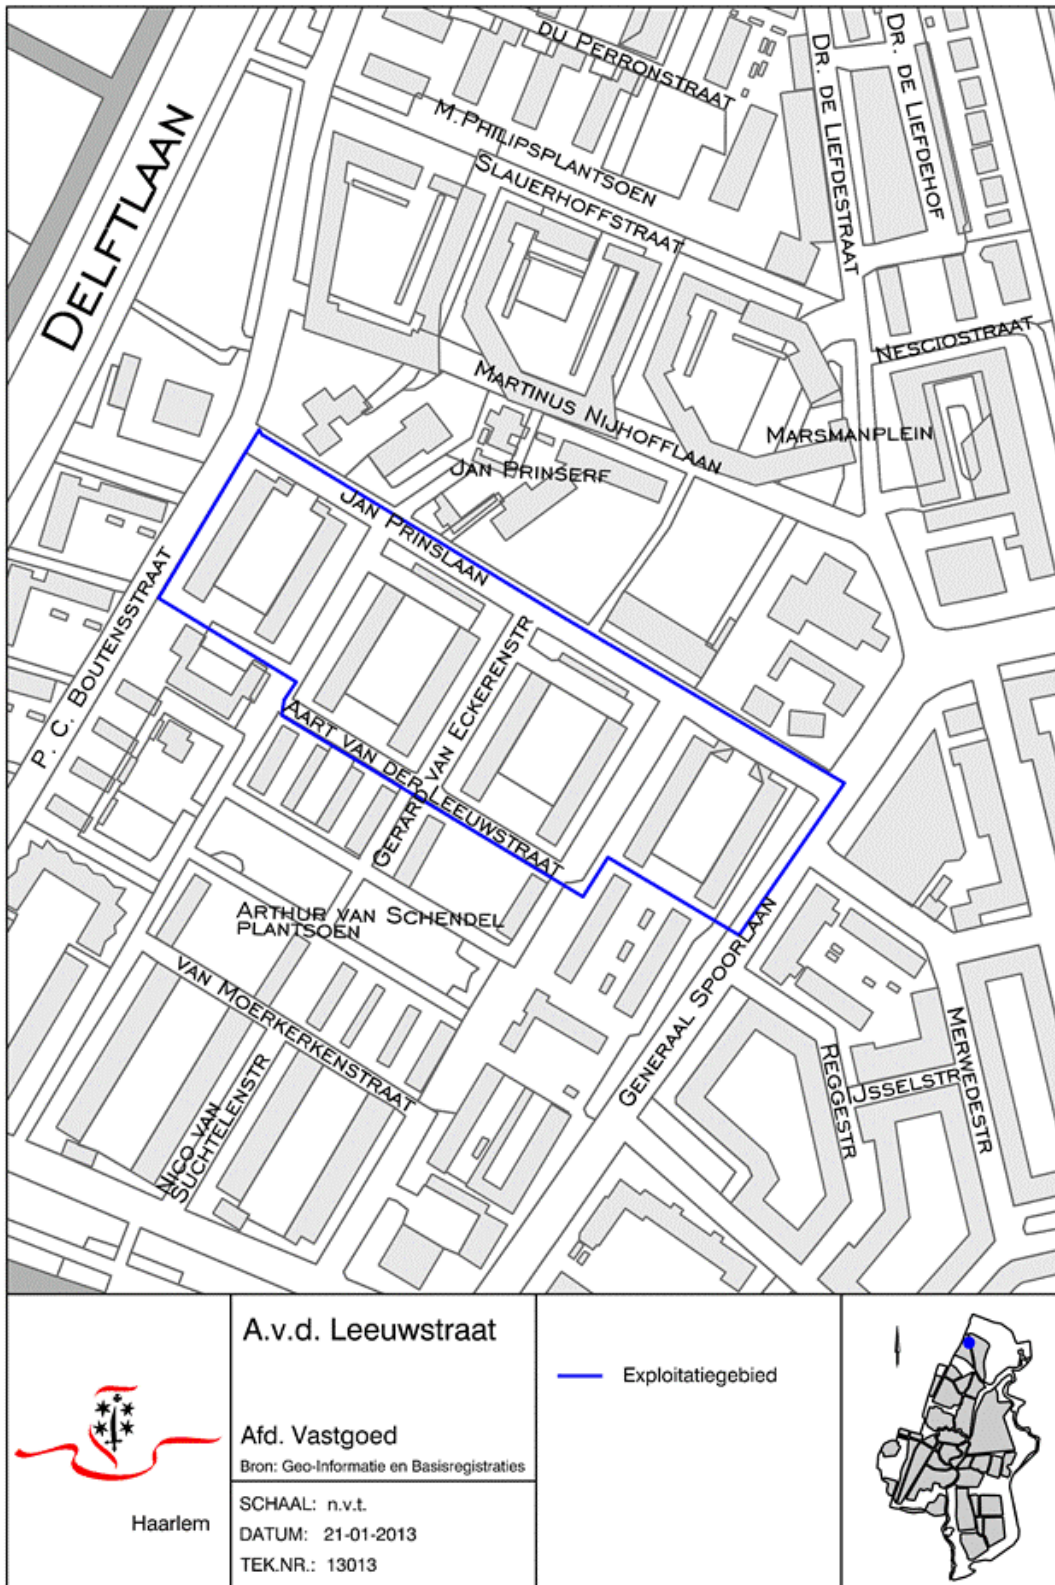 DU PERRONSTRAAT
DR. DE LIEFDESTRAAT
DR. DE LIEFDEHOF
M. PHILIPSPLANTSOEN
SLAUERHOFFSTRAAT
DELFTLAAN
NESCIOSTRAAT
MARTINUS NIJHOFFLAAN
MARSMANPLEIN
JAN PRINSERF
JAN PRINSLAAN
P. C. BOUTENSSTRAAT
GERARD VAN ECKERENSTR
AART VAN DER LEEUWSTRAAT
ARTHUR VAN SCHENDEL
PLANTSOEN
GENERAAL SPOORLAAN
VAN MOERKERKENSTRAAT
NICO VAN
SUCHTELENSTR
REGGESTR
IJSSELSTR
MERWEDESTR
Haarlem
A.v.d. Leeuwstraat
Afd. Vastgoed
Bron: Geo-Informatie en Basisregistraties
SCHAAL: n.v.t.
DATUM: 21-01-2013
TEK.NR.: 13013
Exploitatiegebied